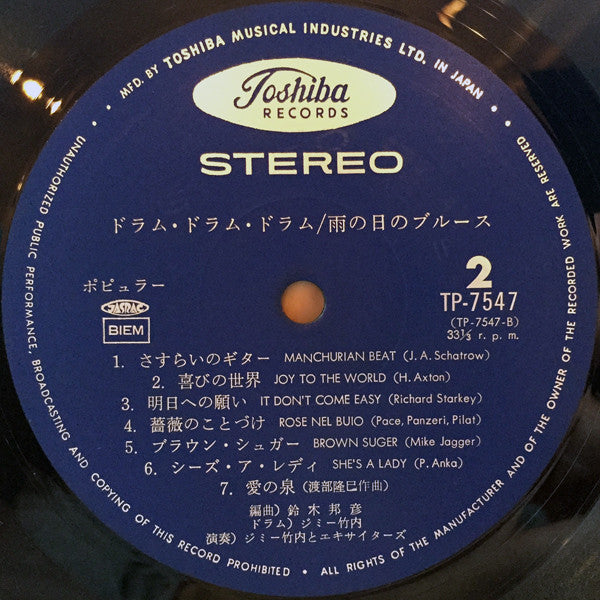 • MFD. BY TOSHIBA MUSICAL INDUSTRIES LTD. IN JAPAN •
Toshiba
RECORDS
STEREO
ドラム・ドラム・ドラム/雨の日のブルース
ポピュラー
2
TP-7547
JASRAC
BIEM
(TP-7547-B)
33⅓ r. p. m.
1. さすらいのギター MANCHURIAN BEAT (J. A. Schatrow)
2. 喜びの世界 JOY TO THE WORLD (H. Axton)
3. 明日への願い IT DON'T COME EASY (Richard Starkey)
4. 薔薇のことづけ ROSE NEL BUIO (Pace, Panzeri, Pilat)
5. ブラウン・シュガー BROWN SUGER (Mike Jagger)
6. シーズ・ア・レディ SHE'S A LADY (P. Anka)
7. 愛の泉 (渡部隆巳作曲)
編曲) 鈴木邦彦
ドラム) ジミー竹内
演奏) ジミー竹内とエキサイターズ
UNAUTHORIZED PUBLIC PERFORMANCE, BROADCASTING AND COPYING OF THIS RECORD PROHIBITED • ALL RIGHTS OF THE MANUFACTURER AND OF THE OWNER OF THE RECORDED WORK ARE RESERVED